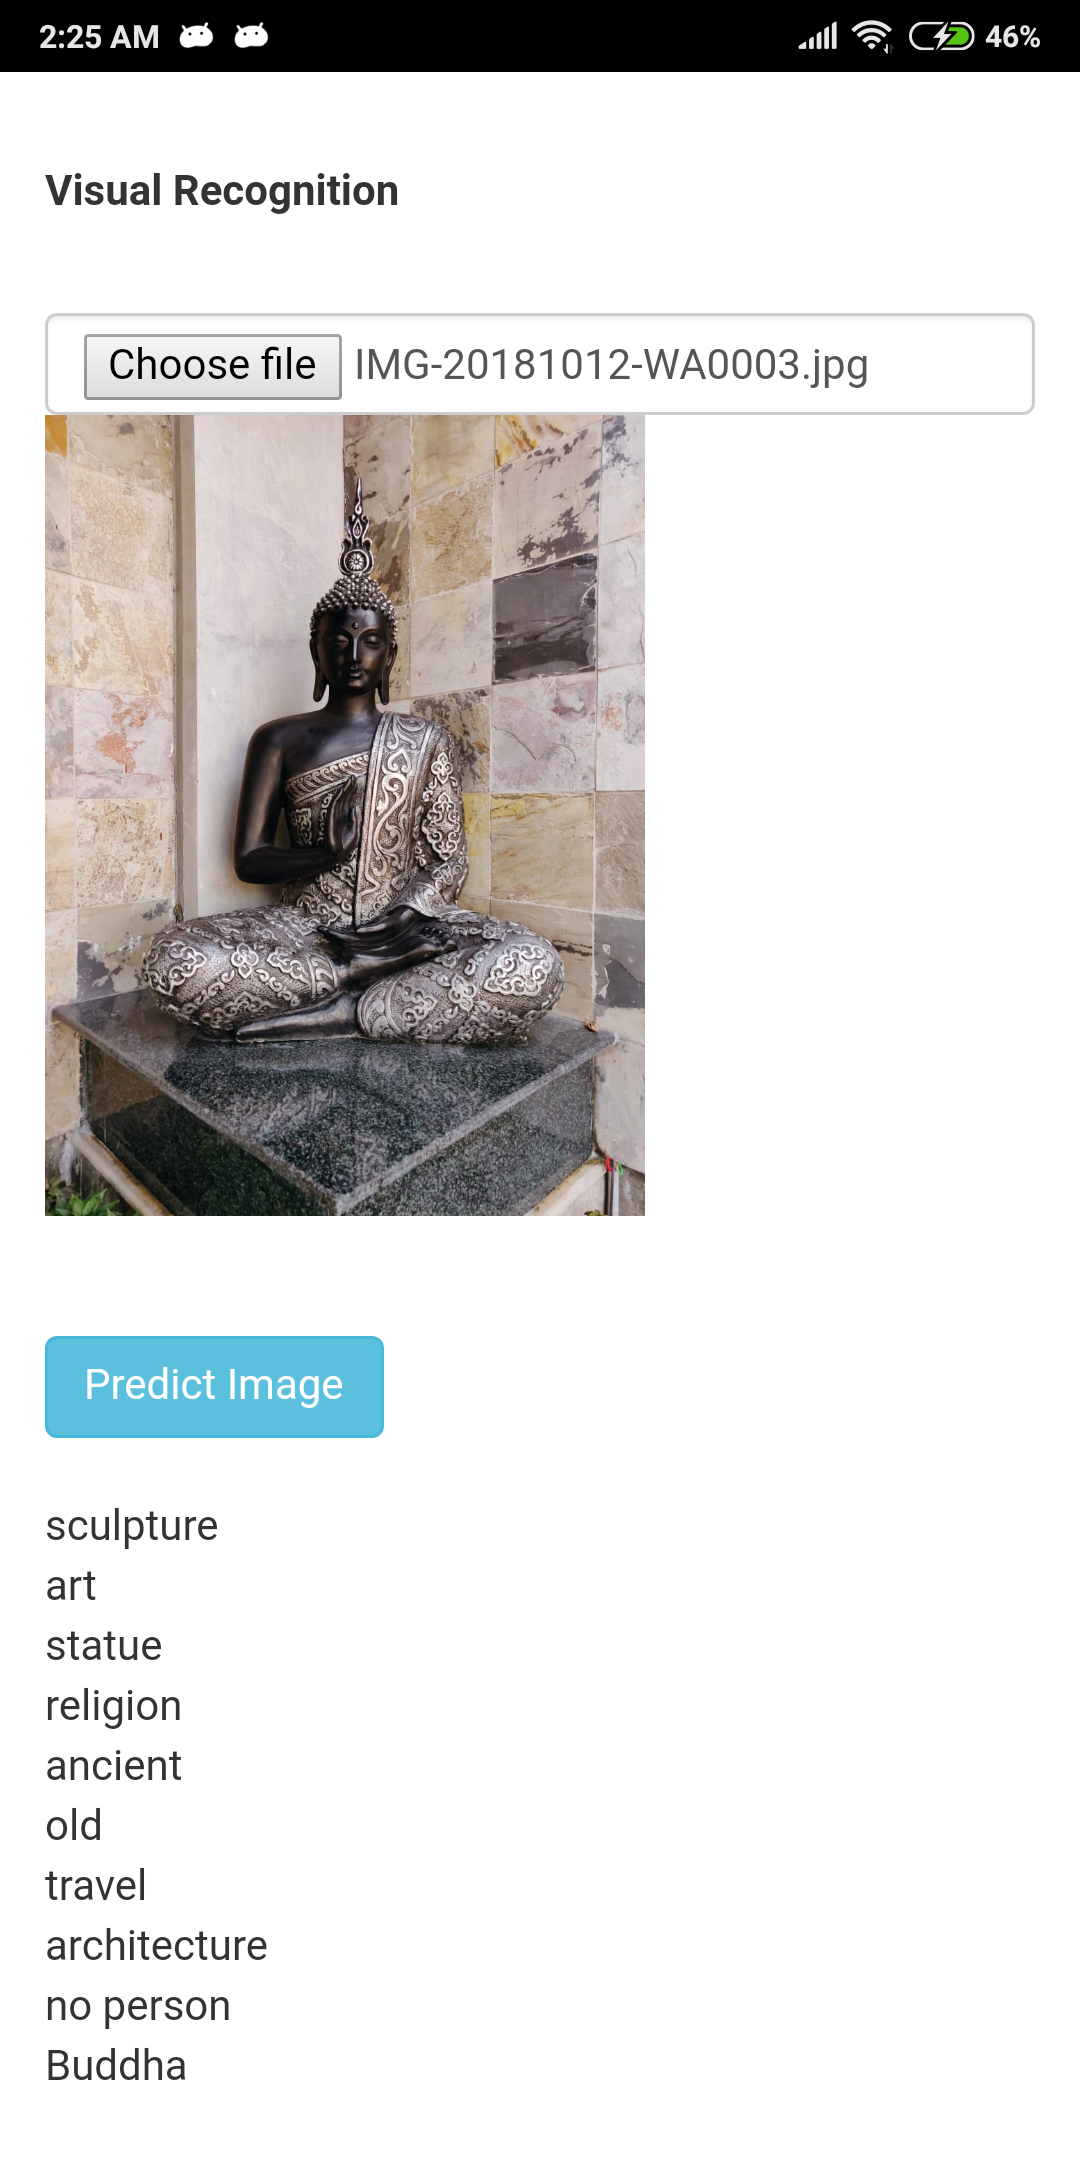 2:25 AM 46%
Visual Recognition
Choose file IMG-20181012-WA0003.jpg
Predict Image
sculpture
art
statue
religion
ancient
old
travel
architecture
no person
Buddha